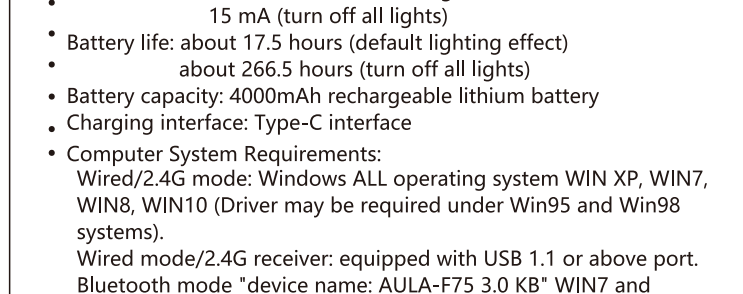 15 mA (turn off all lights)
• Battery life: about 17.5 hours (default lighting effect)
• about 266.5 hours (turn off all lights)
• Battery capacity: 4000mAh rechargeable lithium battery
• Charging interface: Type-C interface
• Computer System Requirements:
Wired/2.4G mode: Windows ALL operating system WIN XP, WIN7,
WIN8, WIN10 (Driver may be required under Win95 and Win98
systems).
Wired mode/2.4G receiver: equipped with USB 1.1 or above port.
Bluetooth mode "device name: AULA-F75 3.0 KB" WIN7 and